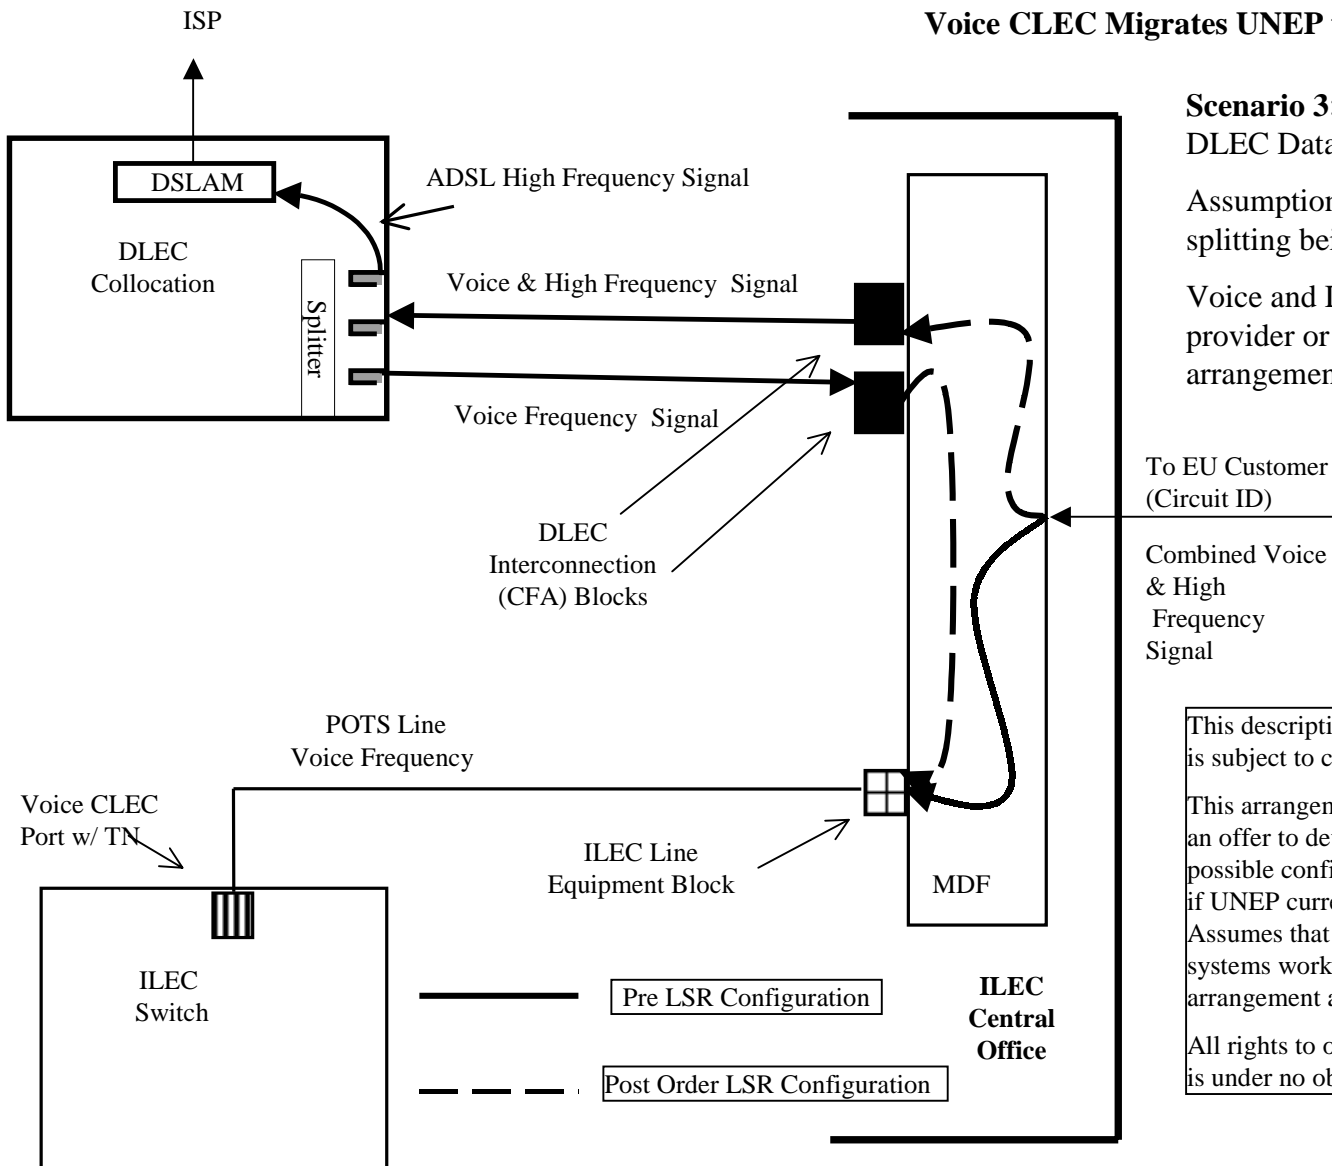 ISP
Voice CLEC Migrates UNEP
Scenario 3:
DLEC Data
Assumption
splitting bei
Voice and
provider or
arrangemen
DSLAM
ADSL High Frequency Signal
DLEC
Collocation
Splitter
Voice & High Frequency Signal
Voice Frequency Signal
To EU Customer
(Circuit ID)
DLEC
Interconnection
(CFA) Blocks
Combined Voice
& High
Frequency
Signal
POTS Line
Voice Frequency
Voice CLEC
Port w/ TN
ILEC Line
Equipment Block
MDF
This descripti
is subject to c
This arrangem
an offer to de
possible confi
if UNEP curre
Assumes that
systems work
arrangement a
All rights to o
is under no ob
ILEC
Switch
Pre LSR Configuration
Post Order LSR Configuration
ILEC
Central
Office